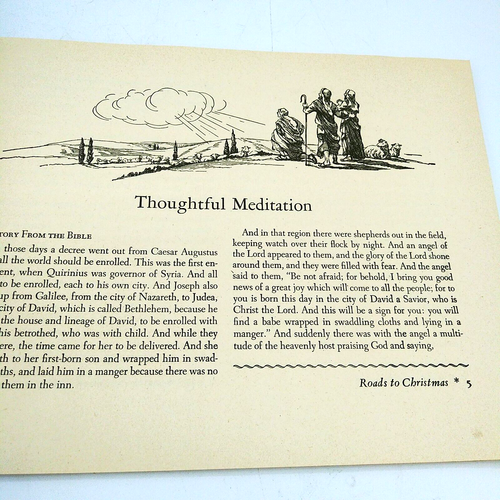 Thoughtful Meditation
TORY FROM THE BIBLE
those days a decree went out from Caesar Augustus
all the world should be enrolled. This was the first en-
ent, when Quirinius was governor of Syria. And all
to be enrolled, each to his own city. And Joseph also
up from Galilee, from the city of Nazareth, to Judea,
city of David, which is called Bethlehem, because he
the house and lineage of David, to be enrolled with
his betrothed, who was with child. And while they
ere, the time came for her to be delivered. And she
th to her first-born son and wrapped him in swad-
ths, and laid him in a manger because there was no
them in the inn.
And in that region there were shepherds out in the field,
keeping watch over their flock by night. And an angel of
the Lord appeared to them, and the glory of the Lord shone
around them, and they were filled with fear. And the angel
said to them, "Be not afraid; for behold, I bring you good
news of a great joy which will come to all the people; for to
you is born this day in the city of David a Savior, who is
Christ the Lord. And this will be a sign for you: you will
find a babe wrapped in swaddling cloths and lying in a
manger." And suddenly there was with the angel a multi-
tude of the heavenly host praising God and saying,
Roads to Christmas * 5